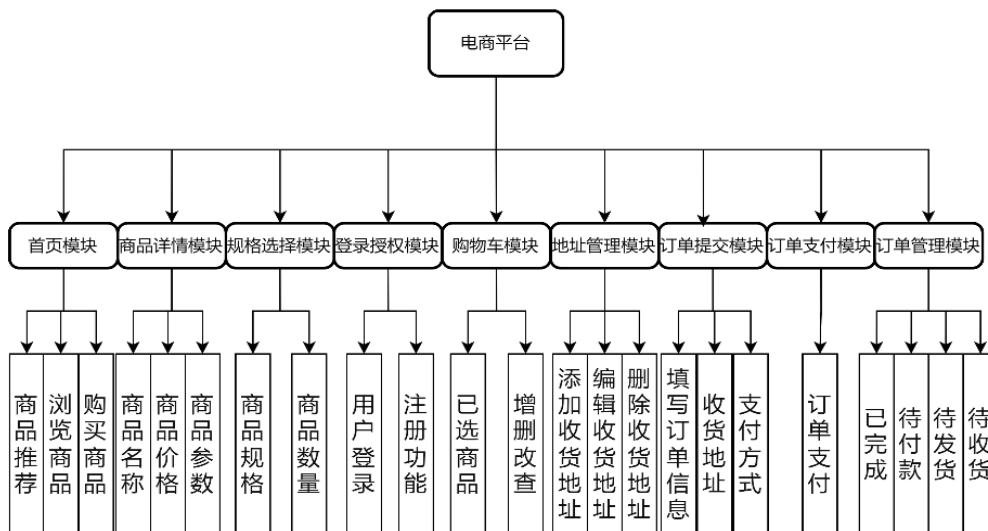 电商平台
首页模块
商品详情模块
规格选择模块
登录授权模块
购物车模块
地址管理模块
订单提交模块
订单支付模块
订单管理模块
商品推荐
浏览商品
购买商品
商品名称
商品价格
商品参数
商品规格
商品数量
用户登录
注册功能
已选商品
增删改查
添加收货地址
编辑收货地址
删除收货地址
填写订单信息
收货地址
支付方式
订单支付
已完成
待付款
待发货
待收货